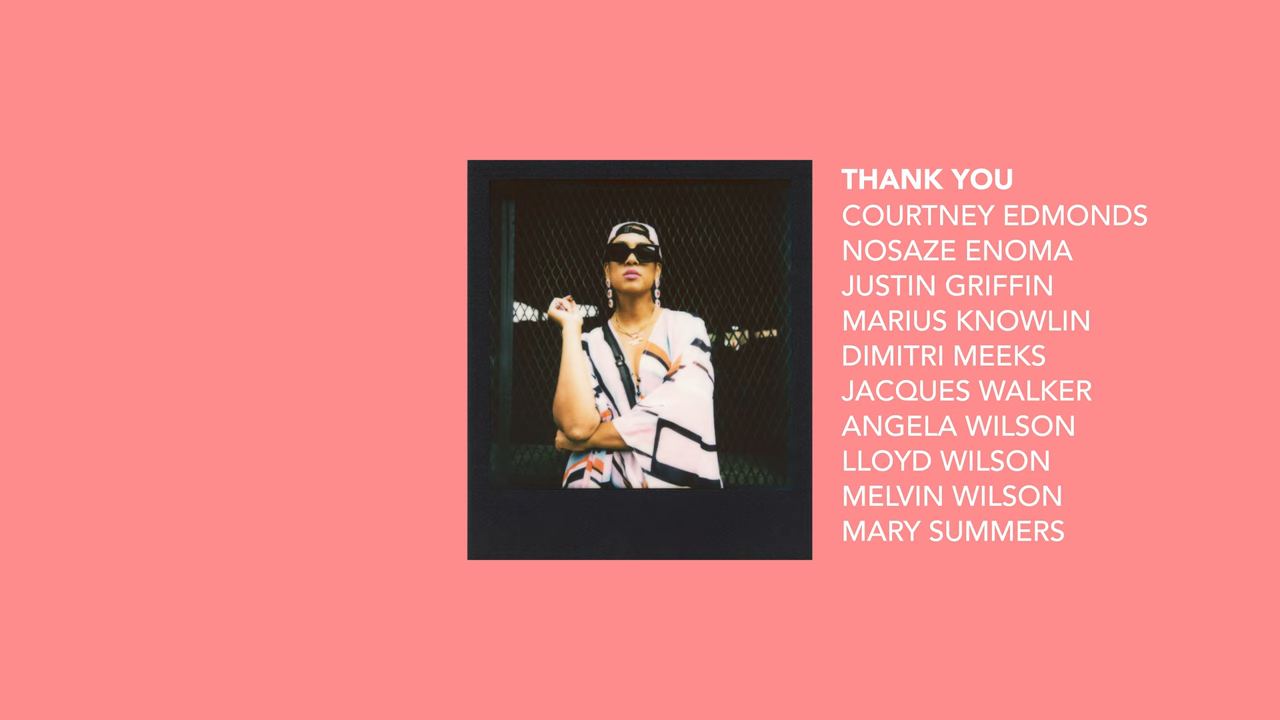 THANK YOU
COURTNEY EDMONDS
NOSAZE ENOMA
JUSTIN GRIFFIN
MARIUS KNOWLIN
DIMITRI MEEKS
JACQUES WALKER
ANGELA WILSON
LLOYD WILSON
MELVIN WILSON
MARY SUMMERS